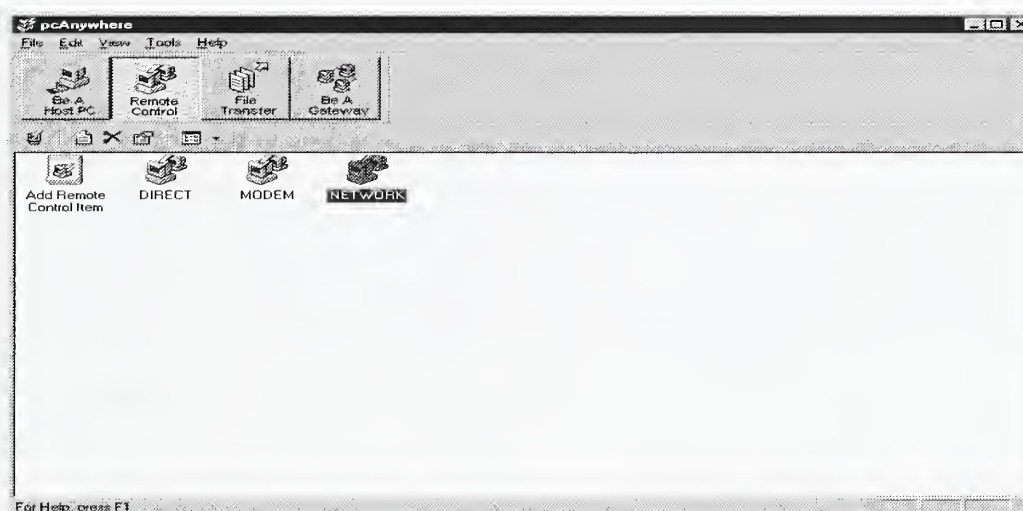 pcAnywhere
File Edit View Tools Help
Be A
Host PC
Remote
Control
File
Transfer
Be A
Gateway
Add Remote
Control Item
DIRECT
MODEM
NETWORK
For Help, press F1